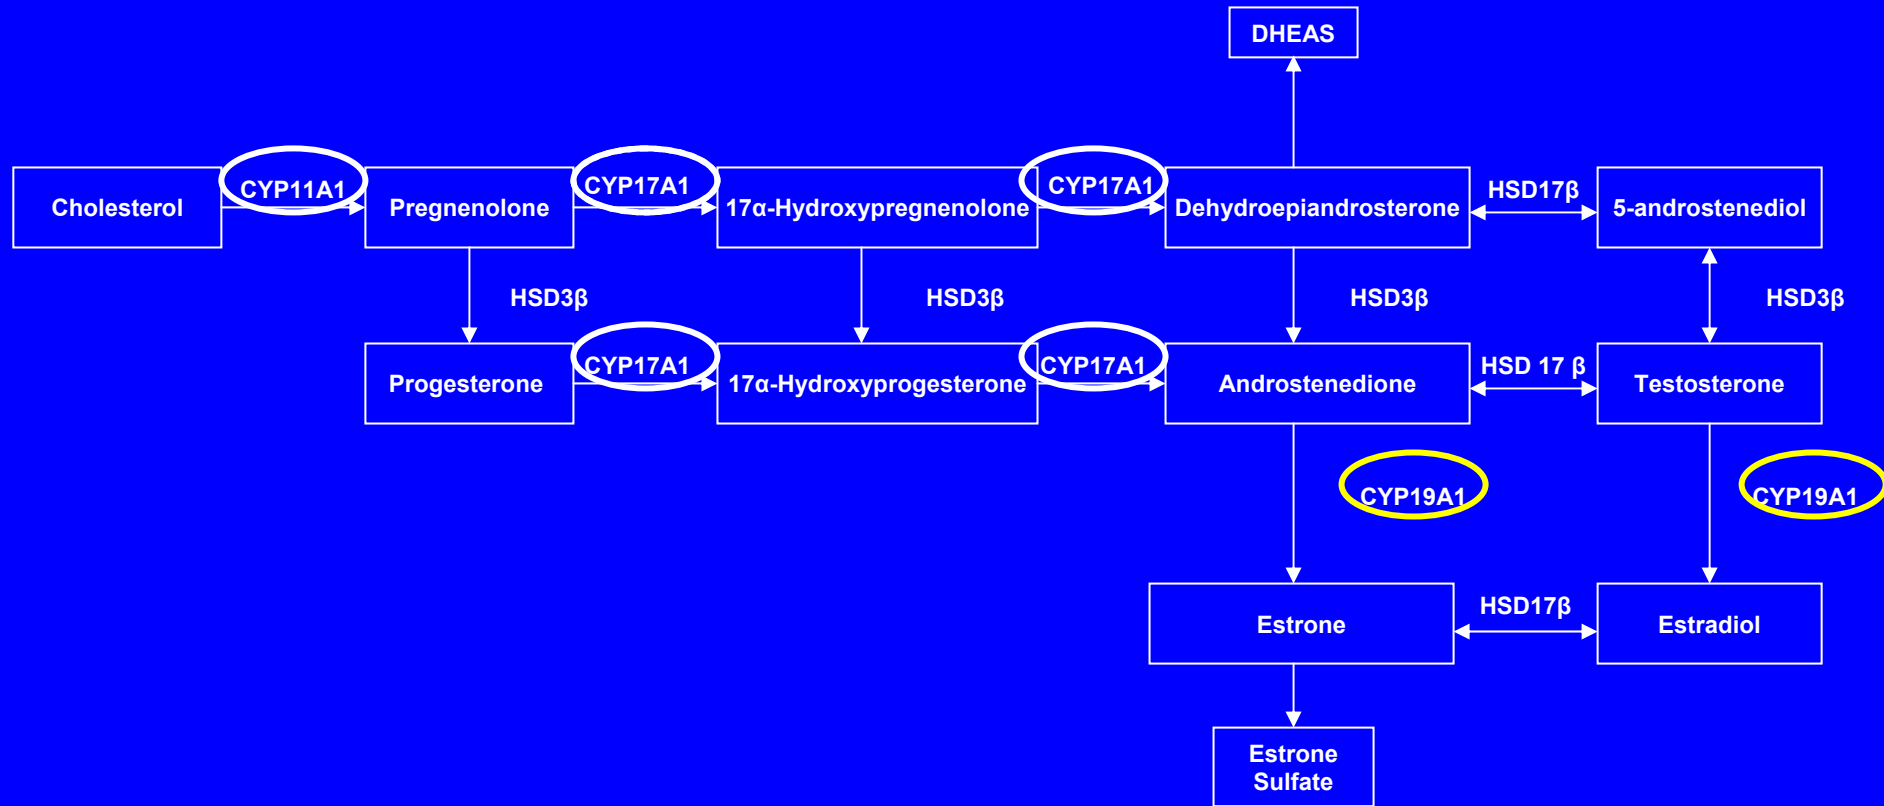 DHEAS
Cholesterol
CYP11A1
Pregnenolone
CYP17A1
17α-Hydroxypregnenolone
CYP17A1
Dehydroepiandrosterone
HSD17β
5-androstenediol
HSD3β
HSD3β
HSD3β
HSD3β
Progesterone
CYP17A1
17α-Hydroxyprogesterone
CYP17A1
Androstenedione
HSD 17 β
Testosterone
CYP19A1
CYP19A1
Estrone
HSD17β
Estradiol
Estrone
Sulfate